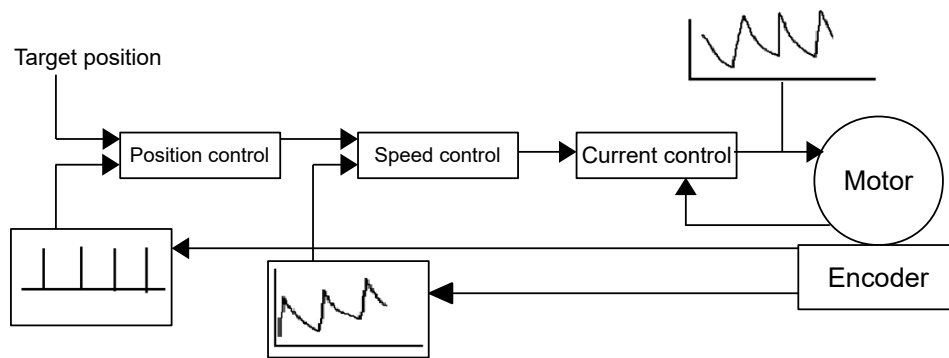 Target position
Position control
Speed control
Current control
Motor
Encoder